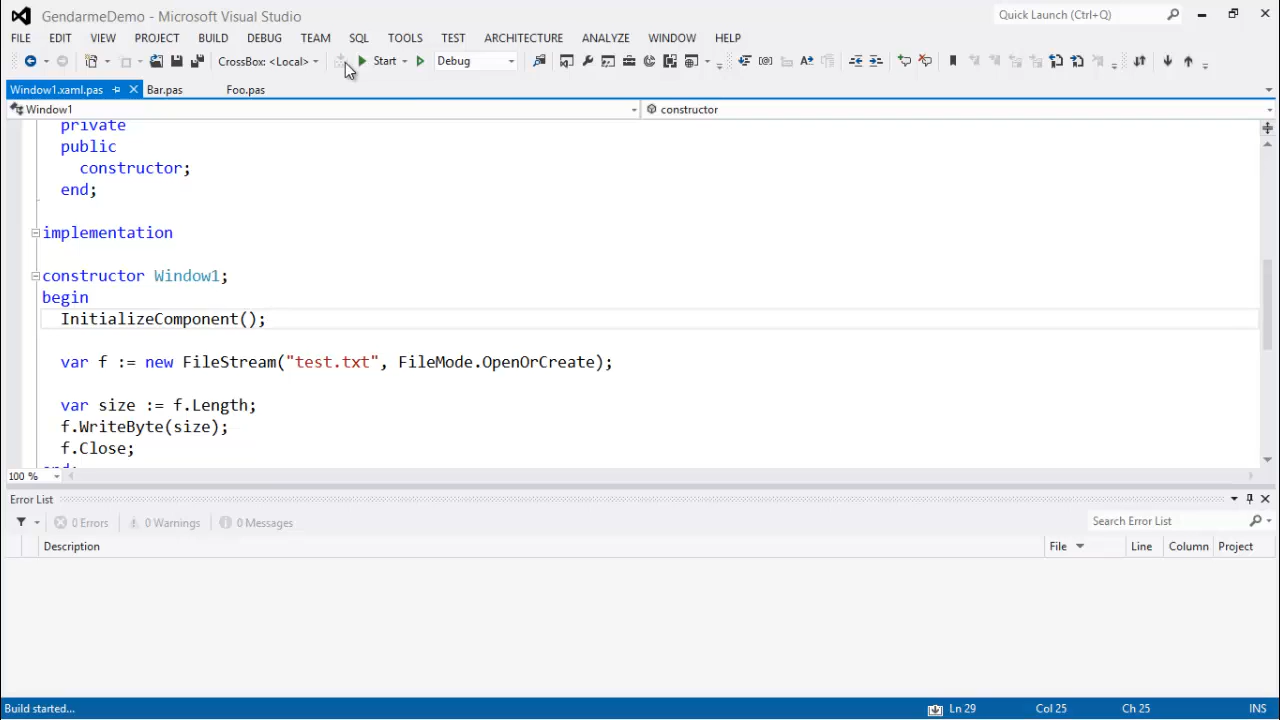 GendarmeDemo - Microsoft Visual Studio
Quick Launch (Ctrl+Q)
FILE EDIT VIEW PROJECT BUILD DEBUG TEAM SQL TOOLS TEST ARCHITECTURE ANALYZE WINDOW HELP
CrossBox: <Local> Start Debug
Window1.xaml.pas Bar.pas Foo.pas
Window1 constructor
private
public
constructor;
end;
implementation
constructor Window1;
begin
InitializeComponent();
var f := new FileStream("test.txt", FileMode.OpenOrCreate);
var size := f.Length;
f.WriteByte(size);
f.Close;
end;
100 %
Error List
0 Errors 0 Warnings 0 Messages Search Error List
Description File Line Column Project
Build started... Ln 29 Col 25 Ch 25 INS